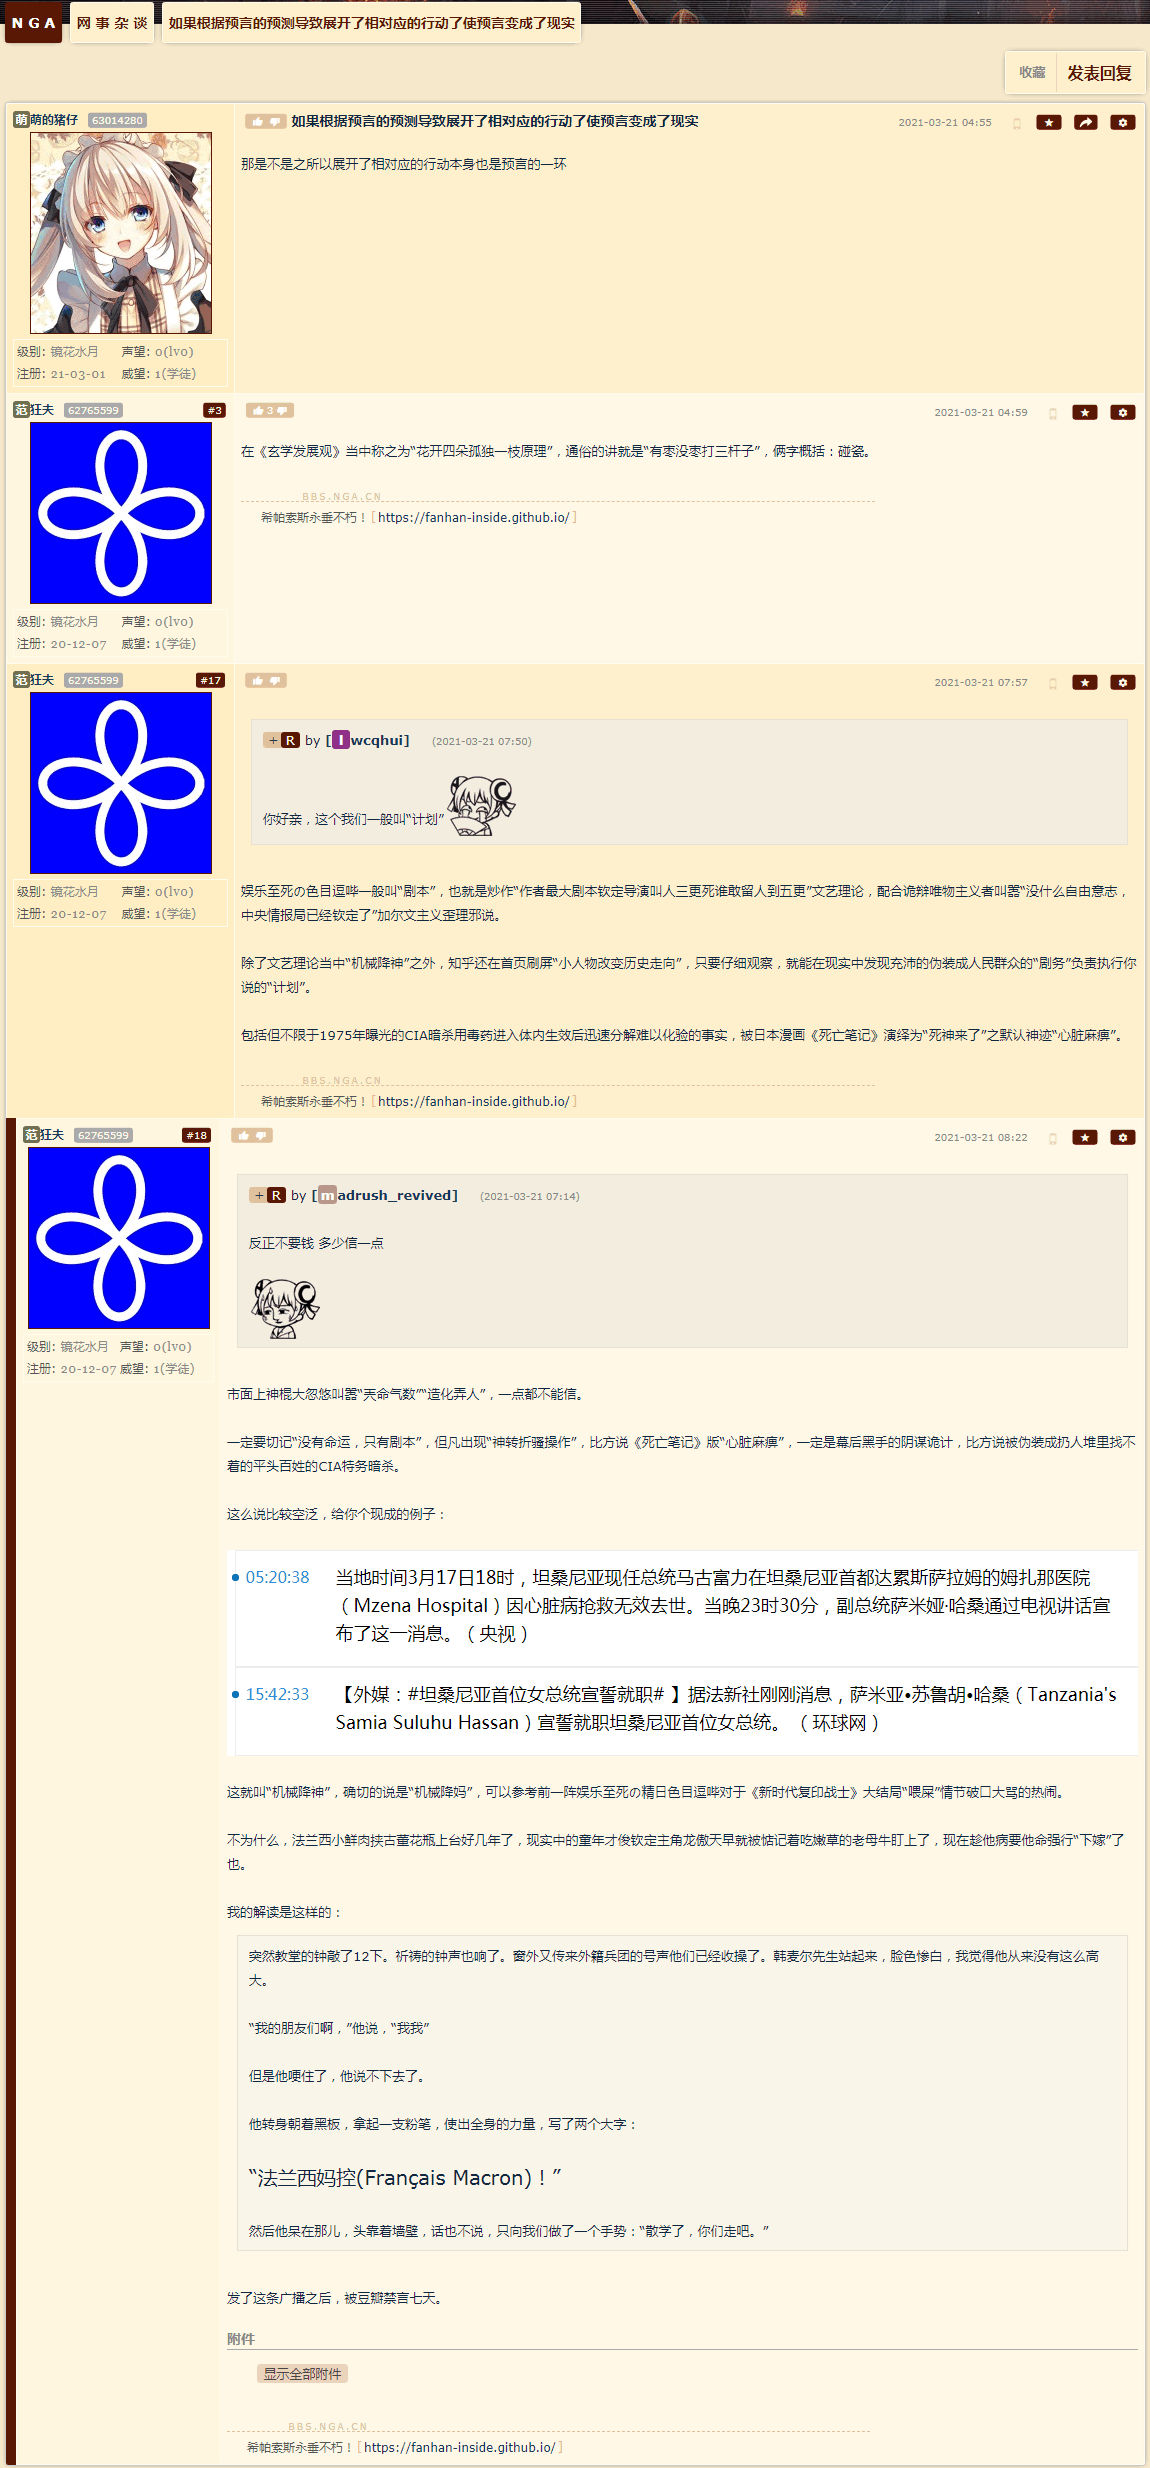 NGA 网事杂谈 如果根据预言的预测导致展开了相对应的行动了使预言变成了现实
收藏 发表回复
萌萌的猪仔 63014280
如果根据预言的预测导致展开了相对应的行动了使预言变成了现实 2021-03-21 04:55
那是不是之所以展开了相对应的行动本身也是预言的一环
级别: 镜花水月 声望: 0(lv0)
注册: 21-03-01 威望: 1(学徒)
范狂夫 62765599 #3
3 2021-03-21 04:59
在《玄学发展观》当中称之为“花开四朵孤独一枝原理”，通俗的讲就是“有枣没枣打三杆子”，俩字概括：碰瓷。
BBS.NGA.CN
希帕索斯永垂不朽！[ https://fanhan-inside.github.io/ ]
级别: 镜花水月 声望: 0(lv0)
注册: 20-12-07 威望: 1(学徒)
范狂夫 62765599 #17
2021-03-21 07:57
+ R by [lwcqhui] (2021-03-21 07:50)
你好亲，这个我们一般叫“计划”
级别: 镜花水月 声望: 0(lv0)
注册: 20-12-07 威望: 1(学徒)
娱乐至死の色目逗哔一般叫“剧本”，也就是炒作“作者最大剧本钦定导演叫人三更死谁敢留人到五更”文艺理论，配合诡辩唯物主义者叫嚣“没什么自由意志，
中央情报局已经钦定了”加尔文主义歪理邪说。
除了文艺理论当中“机械降神”之外，知乎还在首页刷屏“小人物改变历史走向”，只要仔细观察，就能在现实中发现充沛的伪装成人民群众的“剧务”负责执行你
说的“计划”。
包括但不限于1975年曝光的CIA暗杀用毒药进入体内生效后迅速分解难以化验的事实，被日本漫画《死亡笔记》演绎为“死神来了”之默认神迹“心脏麻痹”。
BBS.NGA.CN
希帕索斯永垂不朽！[ https://fanhan-inside.github.io/ ]
范狂夫 62765599 #18
2021-03-21 08:22
+ R by [madrush_revived] (2021-03-21 07:14)
反正不要钱 多少信一点
级别: 镜花水月 声望: 0(lv0)
注册: 20-12-07 威望: 1(学徒)
市面上神棍大忽悠叫嚣“天命气数”“造化弄人”，一点都不能信。
一定要切记“没有命运，只有剧本”，但凡出现“神转折骚操作”，比方说《死亡笔记》版“心脏麻痹”，一定是幕后黑手的阴谋诡计，比方说被伪装成扔人堆里找不
着的平头百姓的CIA特务暗杀。
这么说比较空泛，给你个现成的例子：
05:20:38 当地时间3月17日18时，坦桑尼亚现任总统马古富力在坦桑尼亚首都达累斯萨拉姆的姆扎那医院
（Mzena Hospital）因心脏病抢救无效去世。当晚23时30分，副总统萨米娅·哈桑通过电视讲话宣
布了这一消息。（央视）
15:42:33 【外媒：#坦桑尼亚首位女总统宣誓就职# 】据法新社刚刚消息，萨米亚•苏鲁胡•哈桑（Tanzania's
Samia Suluhu Hassan）宣誓就职坦桑尼亚首位女总统。 （环球网）
这就叫“机械降神”，确切的说是“机械降妈”，可以参考前一阵娱乐至死の精日色目逗哔对于《新时代复印战士》大结局“喂屎”情节破口大骂的热闹。
不为什么，法兰西小鲜肉挟古董花瓶上台好几年了，现实中的童年才俊钦定主角龙傲天早就被惦记着吃嫩草的老母牛盯上了，现在趁他病要他命强行“下嫁”了
也。
我的解读是这样的：
突然教堂的钟敲了12下。祈祷的钟声也响了。窗外又传来外籍兵团的号声他们已经收操了。韩麦尔先生站起来，脸色惨白，我觉得他从来没有这么高
大。
“我的朋友们啊，”他说，“我我”
但是他哽住了，他说不下去了。
他转身朝着黑板，拿起一支粉笔，使出全身的力量，写了两个大字：
“法兰西妈控(Français Macron)！”
然后他呆在那儿，头靠着墙壁，话也不说，只向我们做了一个手势：“散学了，你们走吧。”
发了这条广播之后，被豆瓣禁言七天。
附件
显示全部附件
BBS.NGA.CN
希帕索斯永垂不朽！[ https://fanhan-inside.github.io/ ]